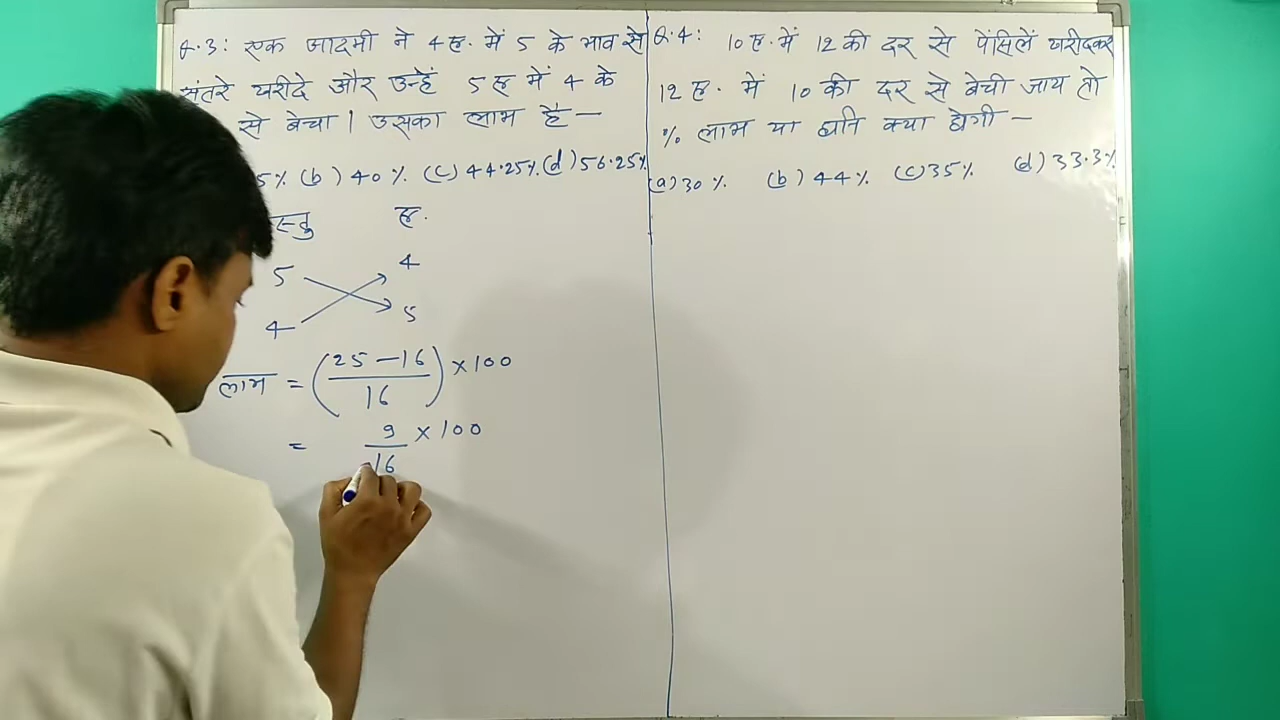 Q.3: एक आदमी ने 4 रु. में 5 के भाव से
संतरे खरीदे और उन्हें 5 रु में 4 के
से बेचा। उसका लाभ है —
5% (b) 40%. (c) 44.25%. (d) 56.25%.
स्तु रु.
5 4
4 5
लाभ = (25 - 16 / 16) × 100
= 9 / 16 × 100
Q.4: 10 रु. में 12 की दर से पेंसिलें खरीदकर
12 रु. में 10 की दर से बेची जाय तो
% लाभ या हानि क्या होगी —
(a) 30%. (b) 44%. (c) 35%. (d) 33.3%.